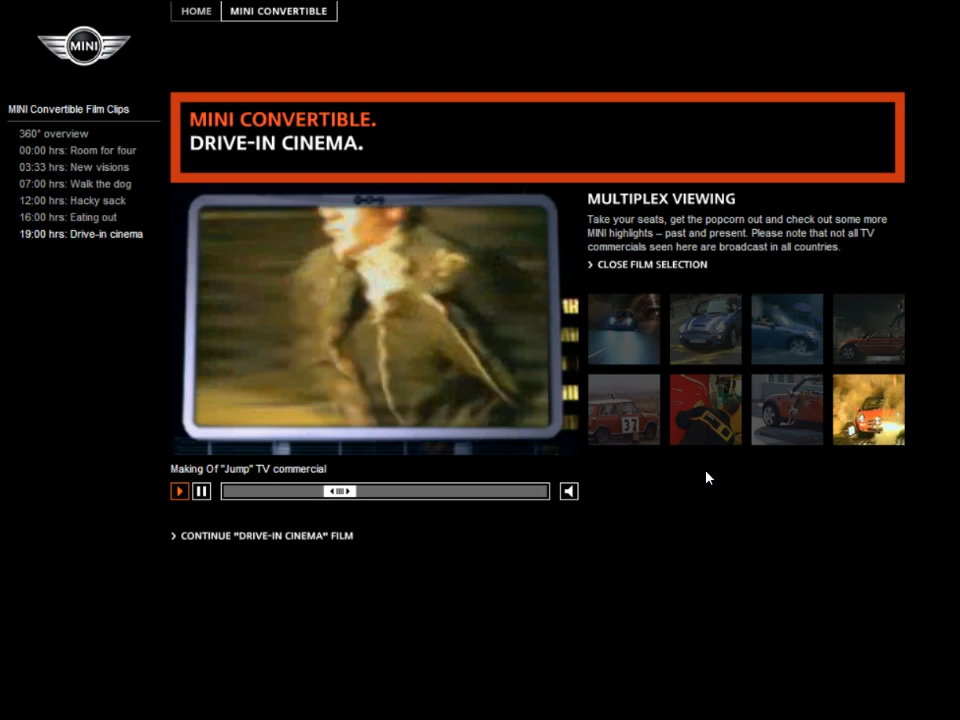 HOME MINI CONVERTIBLE
MINI
MINI Convertible Film Clips
360° overview
00:00 hrs: Room for four
03:33 hrs: New visions
07:00 hrs: Walk the dog
12:00 hrs: Hacky sack
16:00 hrs: Eating out
19:00 hrs: Drive-in cinema
MINI CONVERTIBLE.
DRIVE-IN CINEMA.
MULTIPLEX VIEWING
Take your seats, get the popcorn out and check out some more
MINI highlights – past and present. Please note that not all TV
commercials seen here are broadcast in all countries.
CLOSE FILM SELECTION
37
Making Of "Jump" TV commercial
CONTINUE "DRIVE-IN CINEMA" FILM